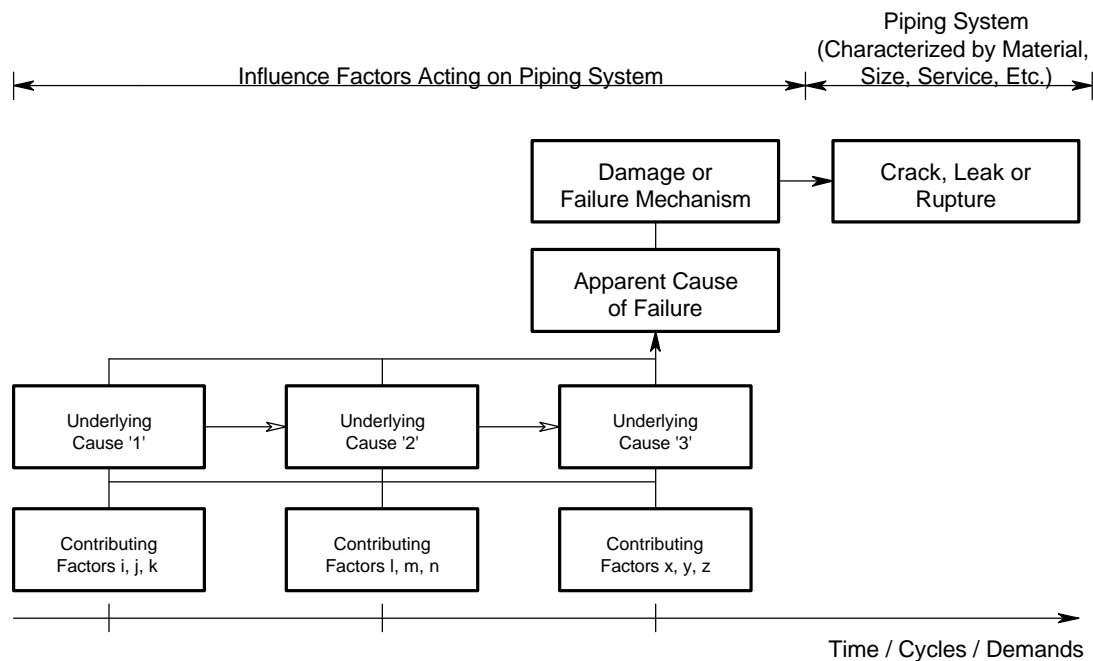 Piping System
(Characterized by Material,
Size, Service, Etc.)
Influence Factors Acting on Piping System
Damage or
Failure Mechanism
Crack, Leak or
Rupture
Apparent Cause
of Failure
Underlying
Cause '1'
Underlying
Cause '2'
Underlying
Cause '3'
Contributing
Factors i, j, k
Contributing
Factors l, m, n
Contributing
Factors x, y, z
Time / Cycles / Demands